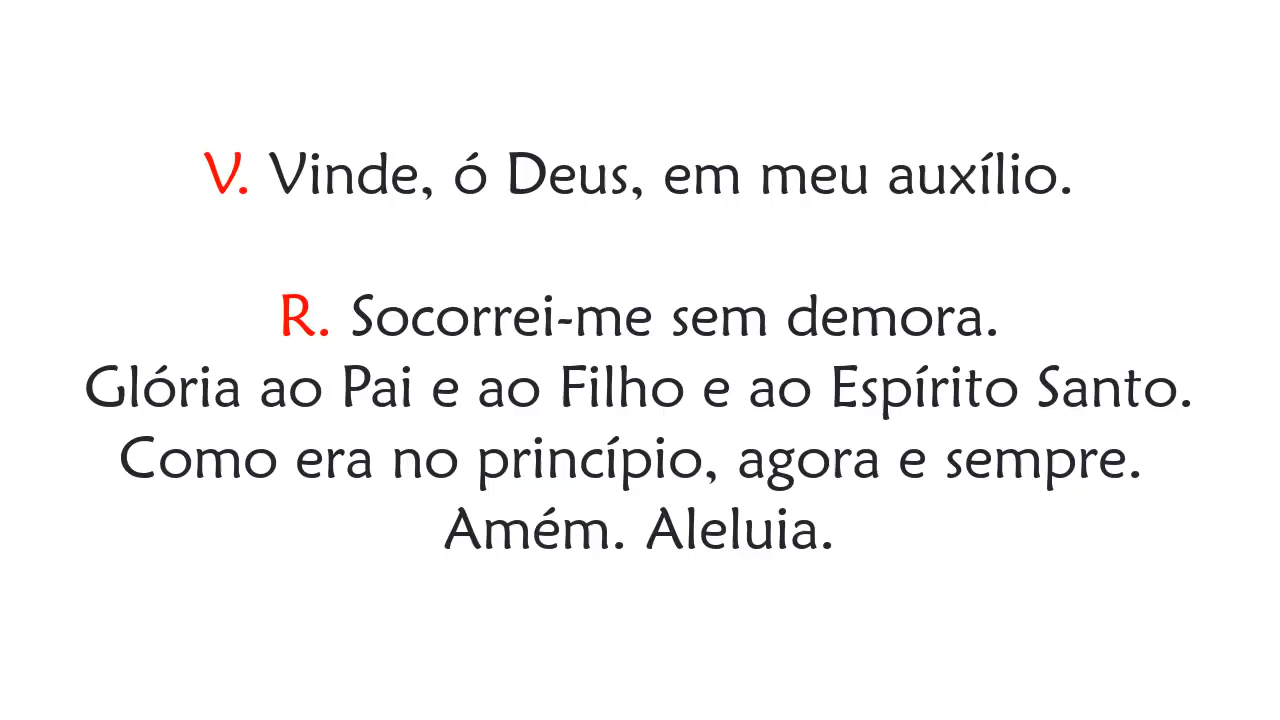 V. Vinde, ó Deus, em meu auxílio.
R. Socorrei-me sem demora.
Glória ao Pai e ao Filho e ao Espírito Santo.
Como era no princípio, agora e sempre.
Amém. Aleluia.